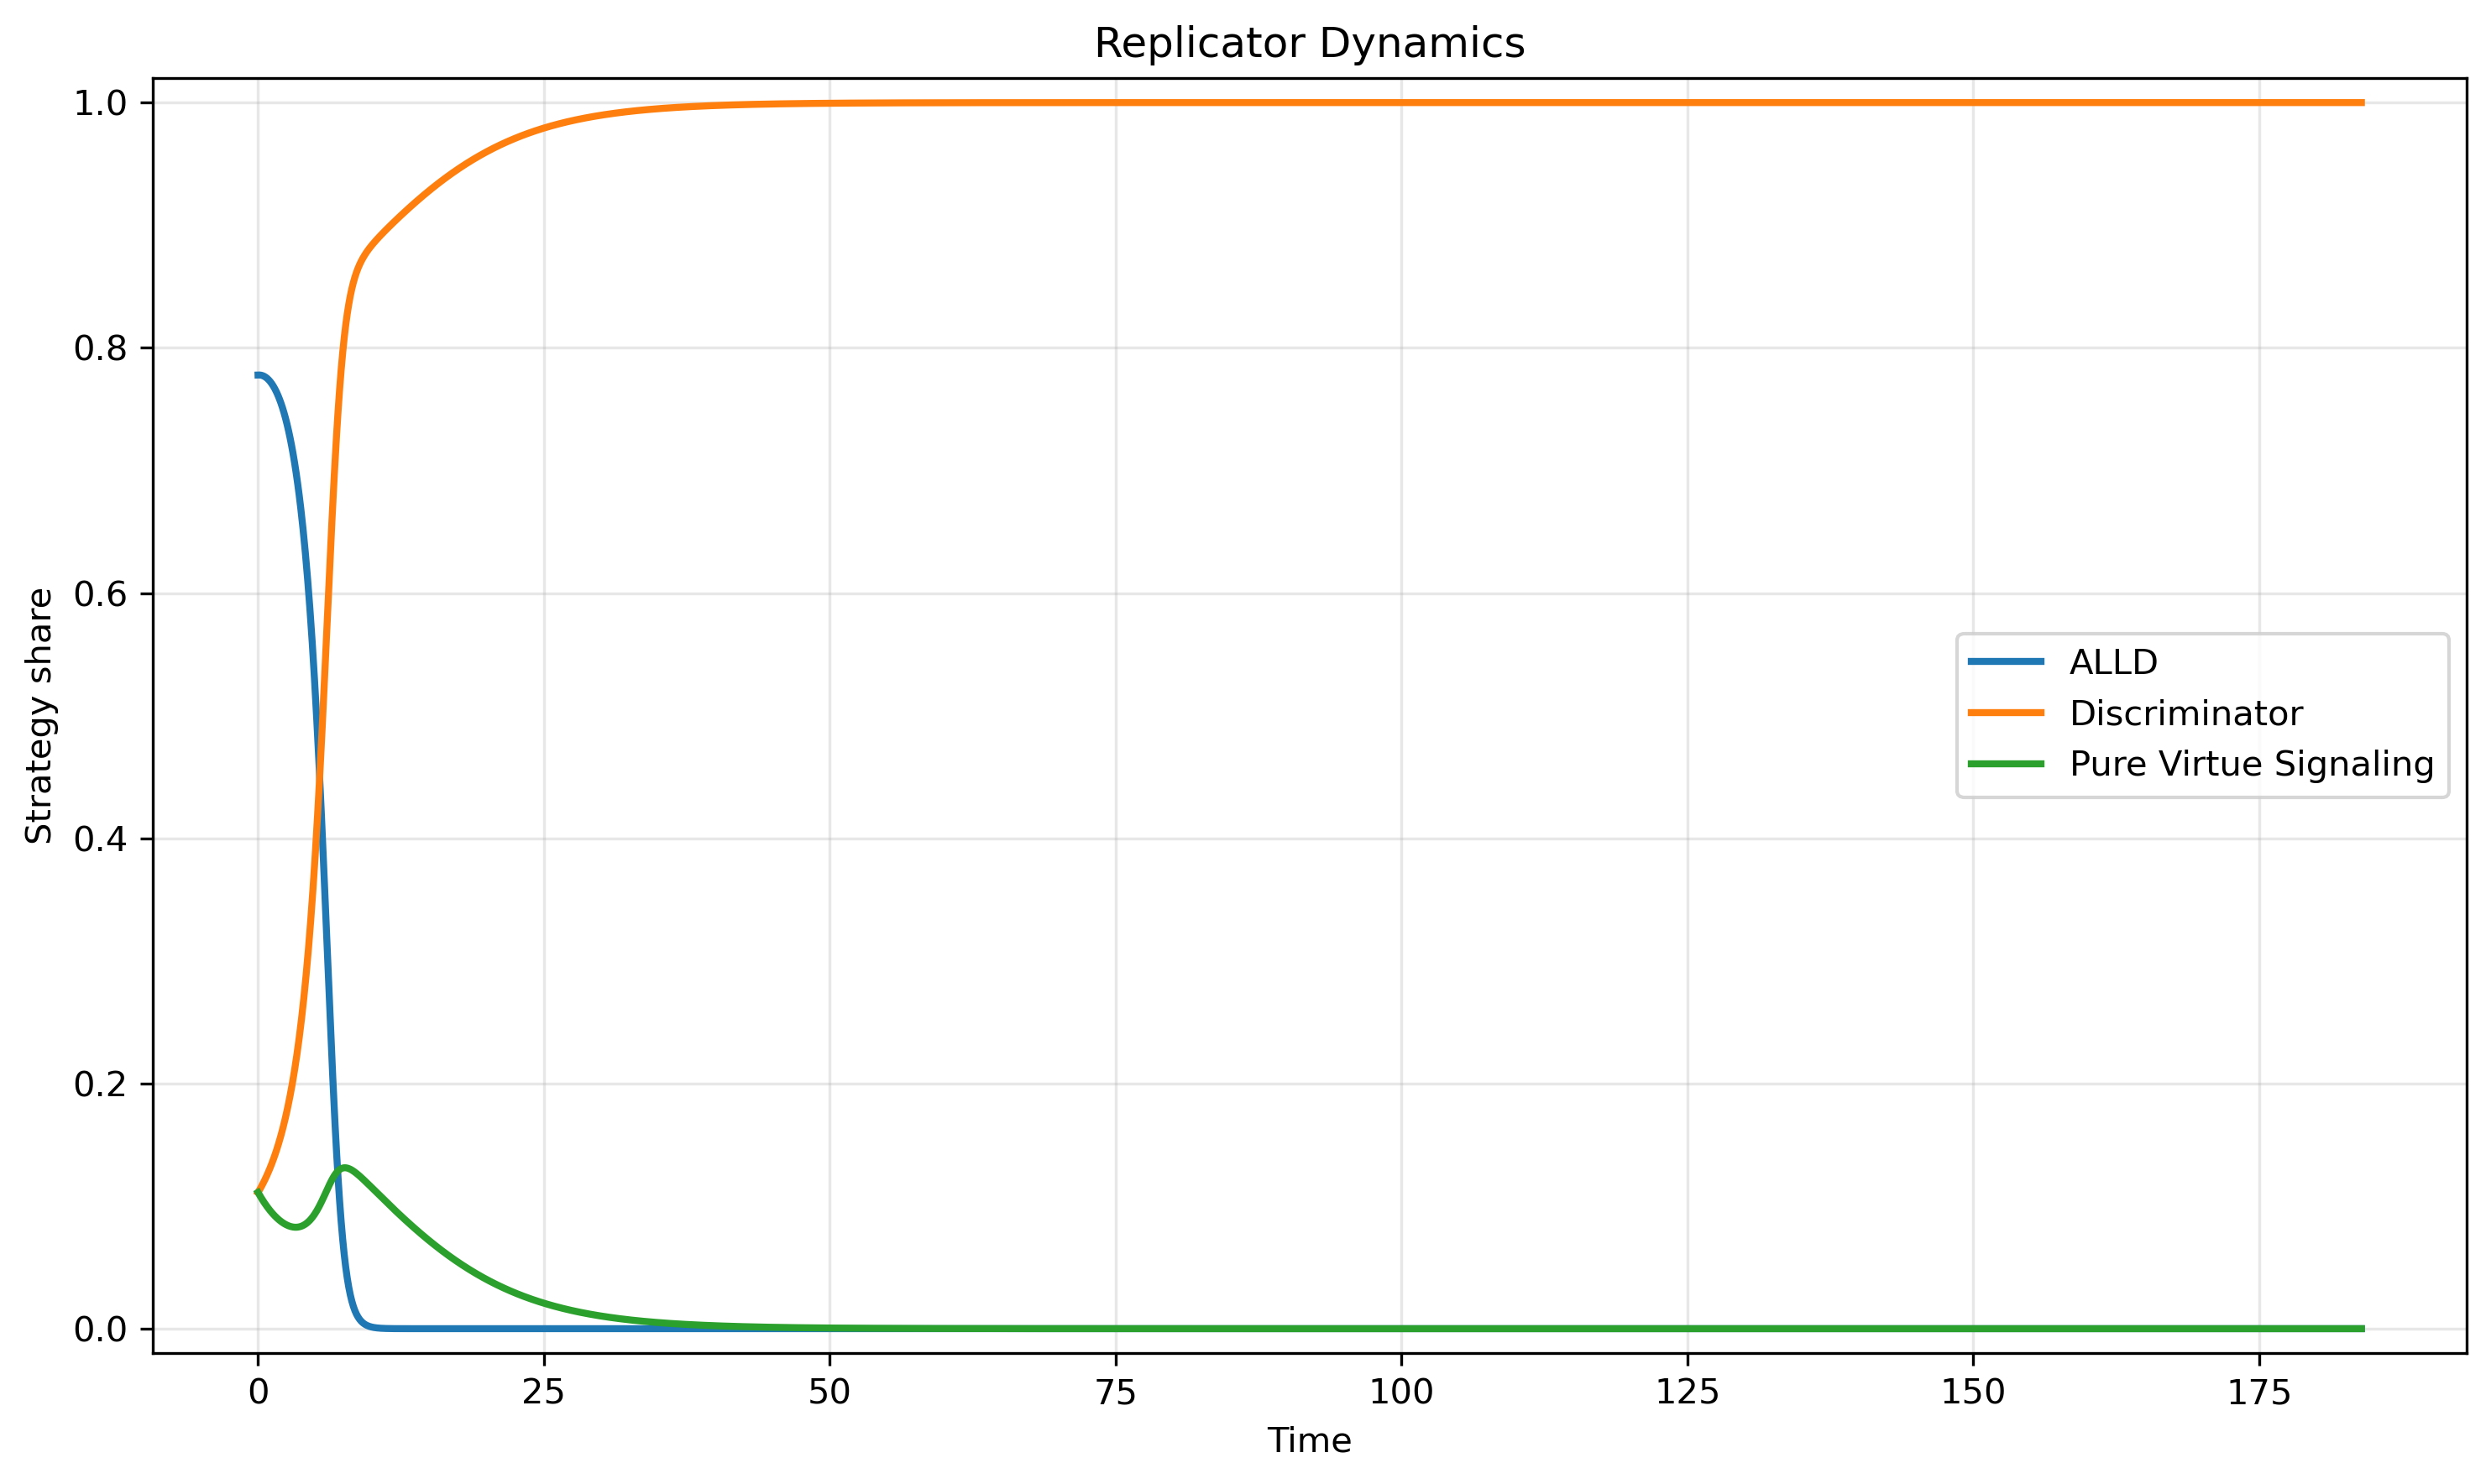 Replicator Dynamics
1.0
0.8
0.6
0.4
0.2
0.0
Strategy share
ALLD
Discriminator
Pure Virtue Signaling
0 25 50 75 100 125 150 175
Time